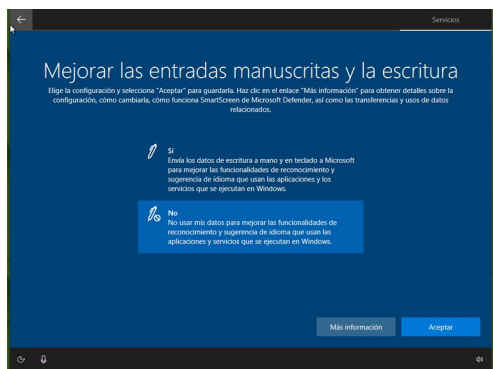 Servicios
Mejorar las entradas manuscritas y la escritura
Elige la configuración y selecciona "Aceptar" para guardarla. Haz clic en el enlace "Más información" para obtener detalles sobre la
configuración, cómo cambiarla, cómo funciona SmartScreen de Microsoft Defender, así como las transferencias y usos de datos
relacionados.
Sí
Envía los datos de escritura a mano y en teclado a Microsoft
para mejorar las funcionalidades de reconocimiento y
sugerencia de idioma que usan las aplicaciones y los
servicios que se ejecutan en Windows.
No
No usar mis datos para mejorar las funcionalidades de
reconocimiento y sugerencia de idioma que usan las
aplicaciones y servicios que se ejecutan en Windows.
Más información
Aceptar